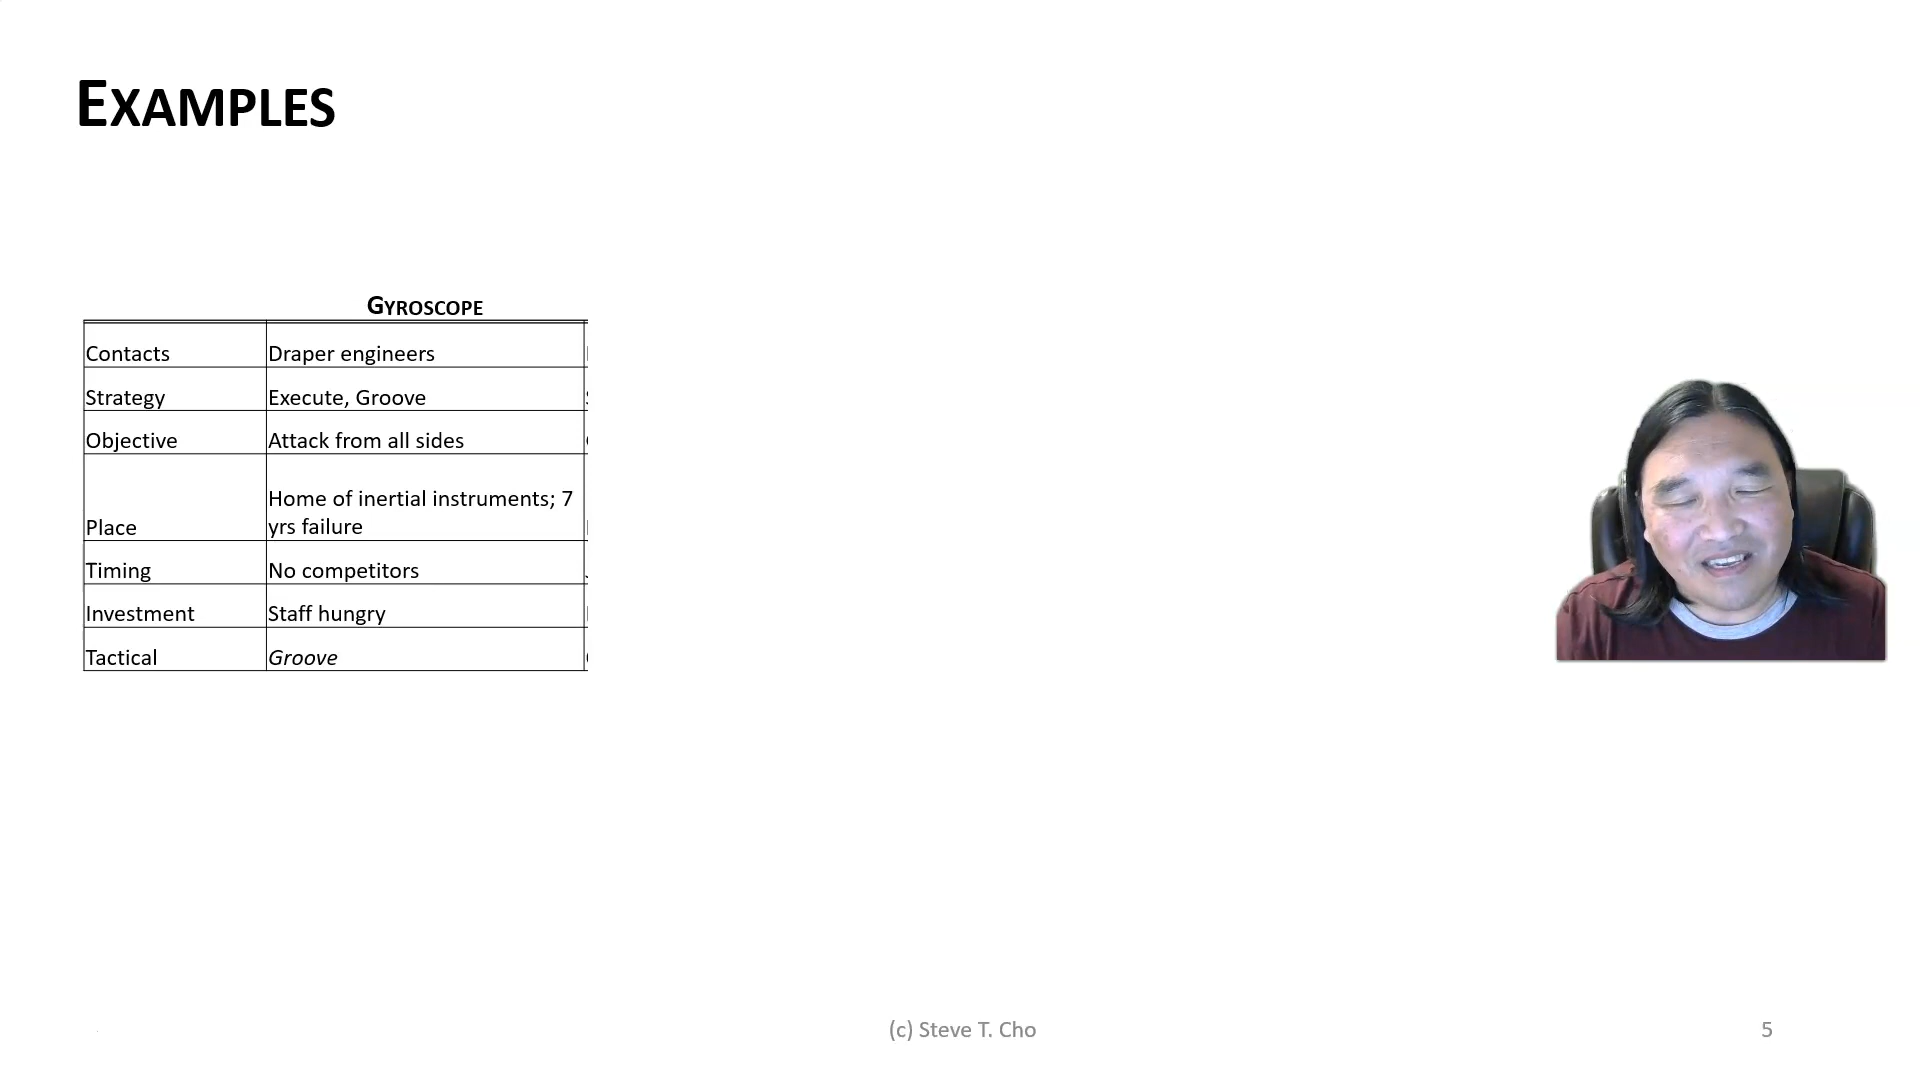 EXAMPLES
GYROSCOPE
Contacts Draper engineers
Strategy Execute, Groove
Objective Attack from all sides
Place Home of inertial instruments; 7
yrs failure
Timing No competitors
Investment Staff hungry
Tactical Groove
(c) Steve T. Cho 5